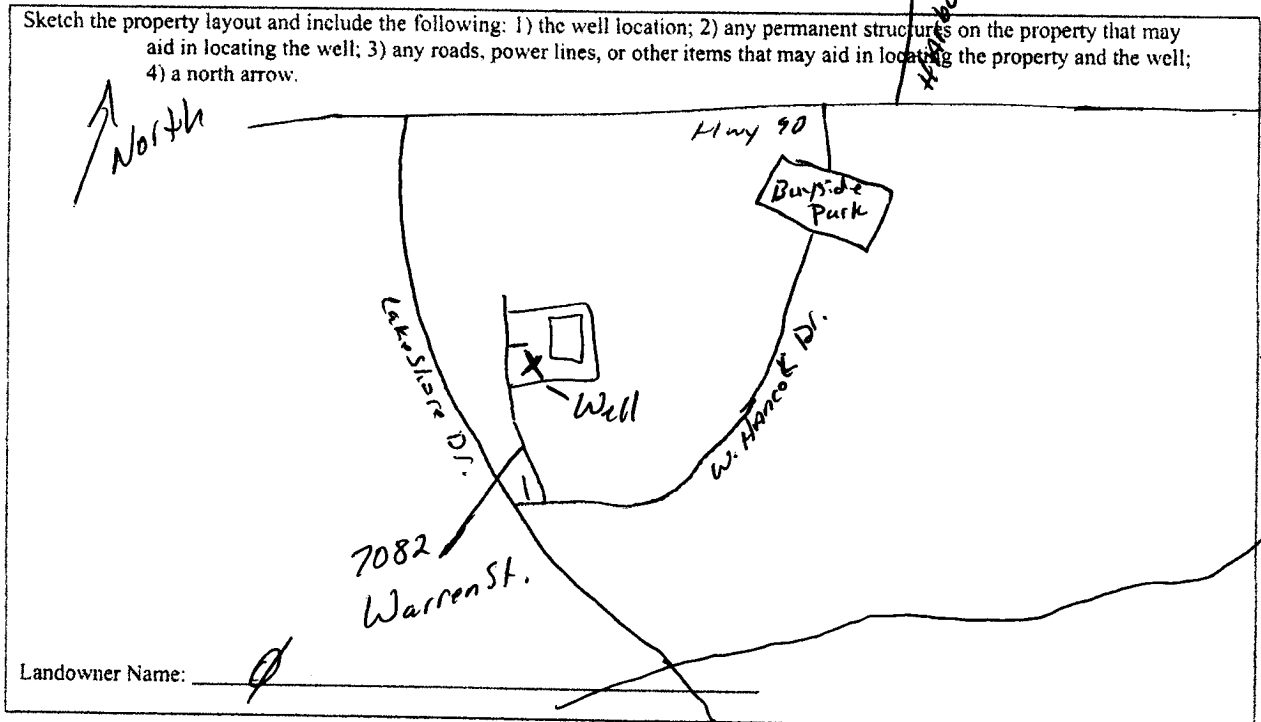 Sketch the property layout and include the following: 1) the well location; 2) any permanent structures on the property that may
aid in locating the well; 3) any roads, power lines, or other items that may aid in locating the property and the well;
4) a north arrow.
North
Hwy 90
Bayside
Park
LakeShore Dr.
Well
W. HANCOCK Dr.
7082
Warren St.
Landowner Name: Ø